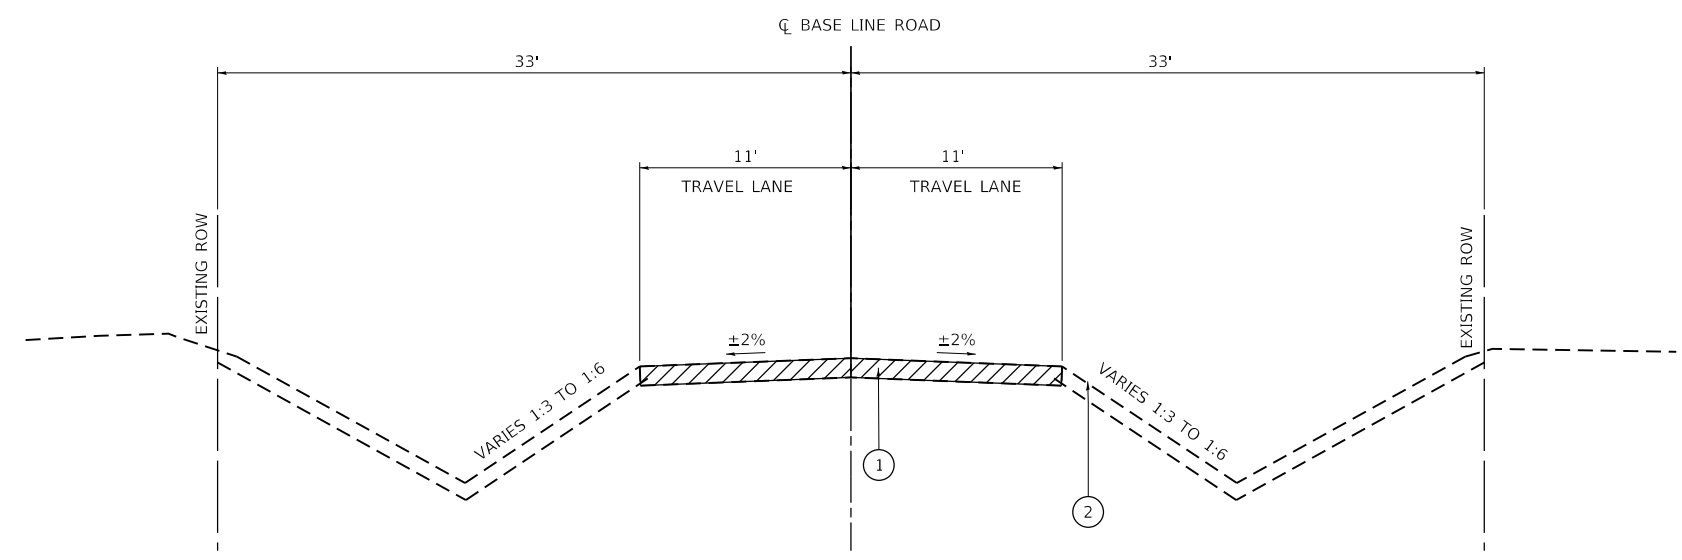 ℄ BASE LINE ROAD
33'
33'
11'
11'
TRAVEL LANE
TRAVEL LANE
EXISTING ROW
EXISTING ROW
±2%
±2%
VARIES 1:3 TO 1:6
VARIES 1:3 TO 1:6
1
2